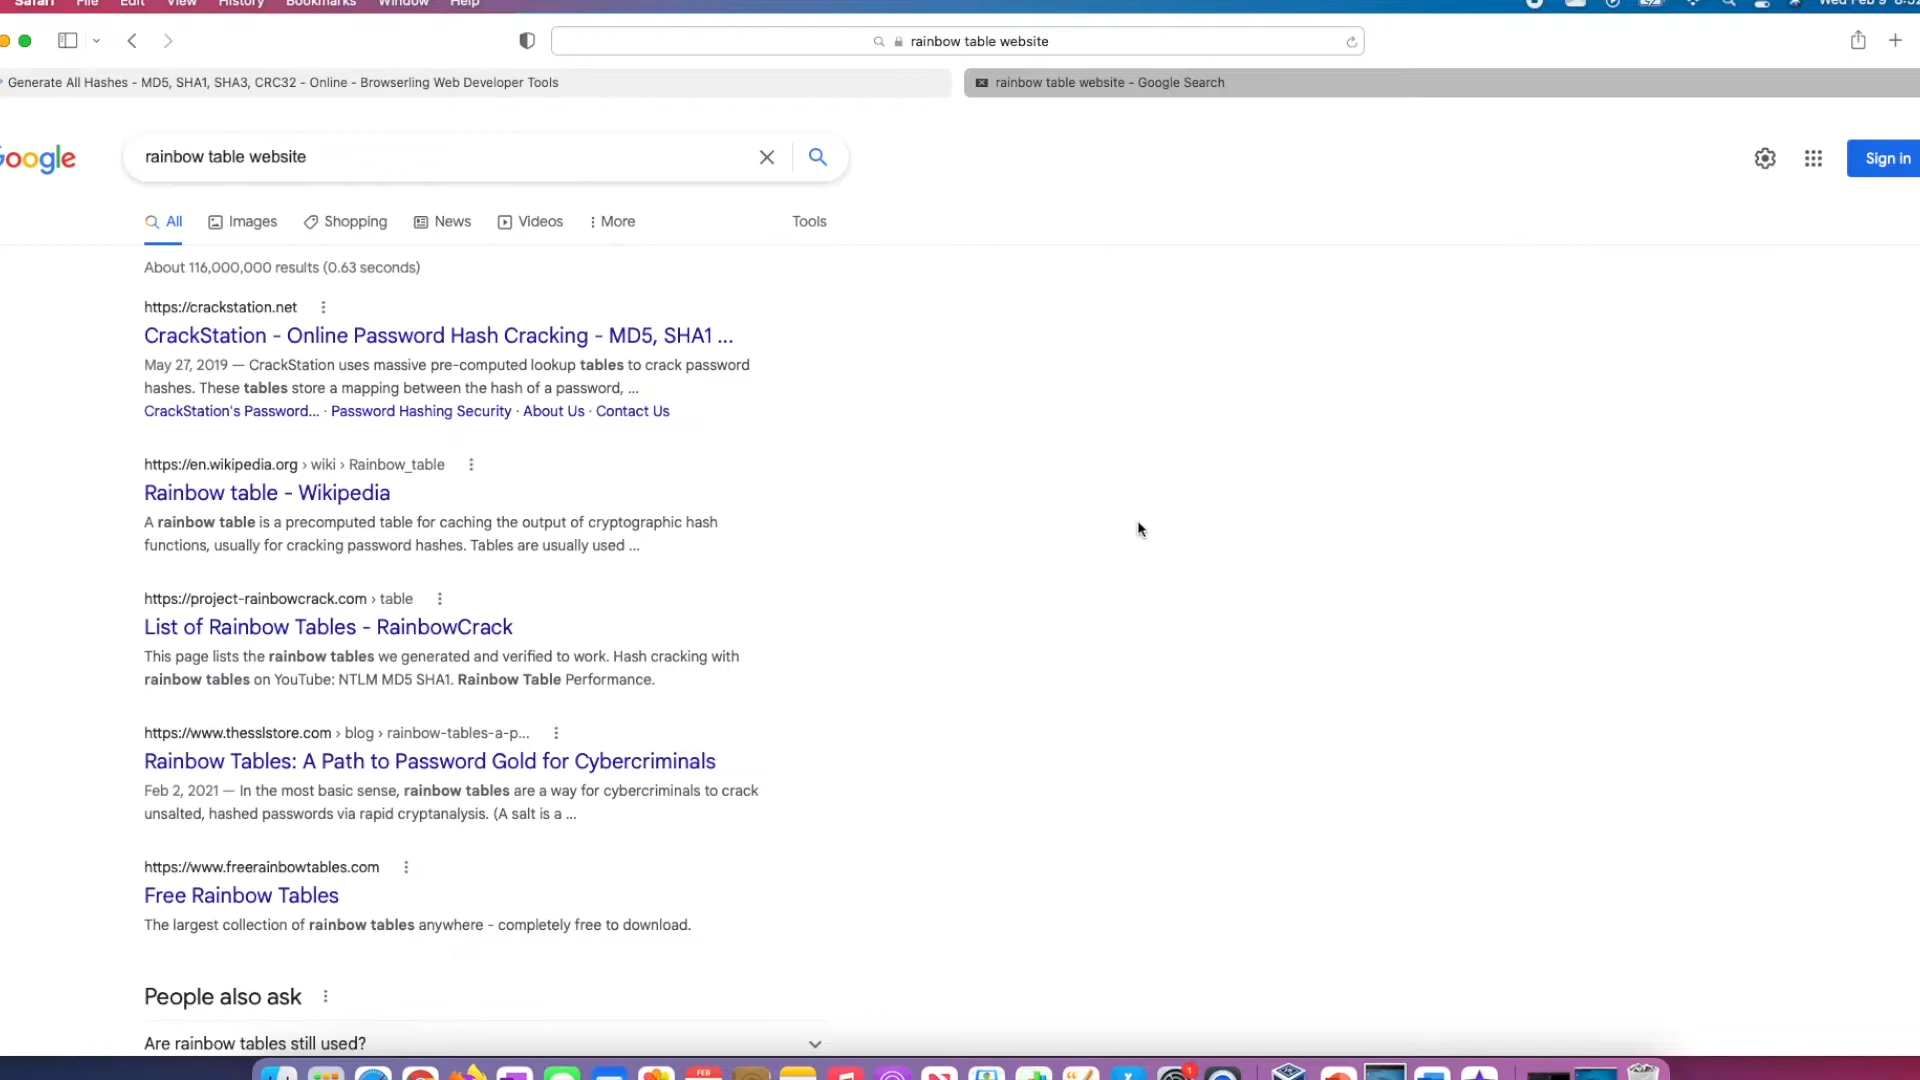 Safari File Edit View History Bookmarks Window Help
rainbow table website
Generate All Hashes - MD5, SHA1, SHA3, CRC32 - Online - Browserling Web Developer Tools
rainbow table website - Google Search
Google
rainbow table website
Sign in
All Images Shopping News Videos More Tools
About 116,000,000 results (0.63 seconds)
https://crackstation.net
CrackStation - Online Password Hash Cracking - MD5, SHA1 ...
May 27, 2019 — CrackStation uses massive pre-computed lookup tables to crack password
hashes. These tables store a mapping between the hash of a password, ...
CrackStation's Password... · Password Hashing Security · About Us · Contact Us
https://en.wikipedia.org › wiki › Rainbow_table
Rainbow table - Wikipedia
A rainbow table is a precomputed table for caching the output of cryptographic hash
functions, usually for cracking password hashes. Tables are usually used ...
https://project-rainbowcrack.com › table
List of Rainbow Tables - RainbowCrack
This page lists the rainbow tables we generated and verified to work. Hash cracking with
rainbow tables on YouTube: NTLM MD5 SHA1. Rainbow Table Performance.
https://www.thesslstore.com › blog › rainbow-tables-a-p...
Rainbow Tables: A Path to Password Gold for Cybercriminals
Feb 2, 2021 — In the most basic sense, rainbow tables are a way for cybercriminals to crack
unsalted, hashed passwords via rapid cryptanalysis. (A salt is a ...
https://www.freerainbowtables.com
Free Rainbow Tables
The largest collection of rainbow tables anywhere - completely free to download.
People also ask
Are rainbow tables still used?
FEB
1